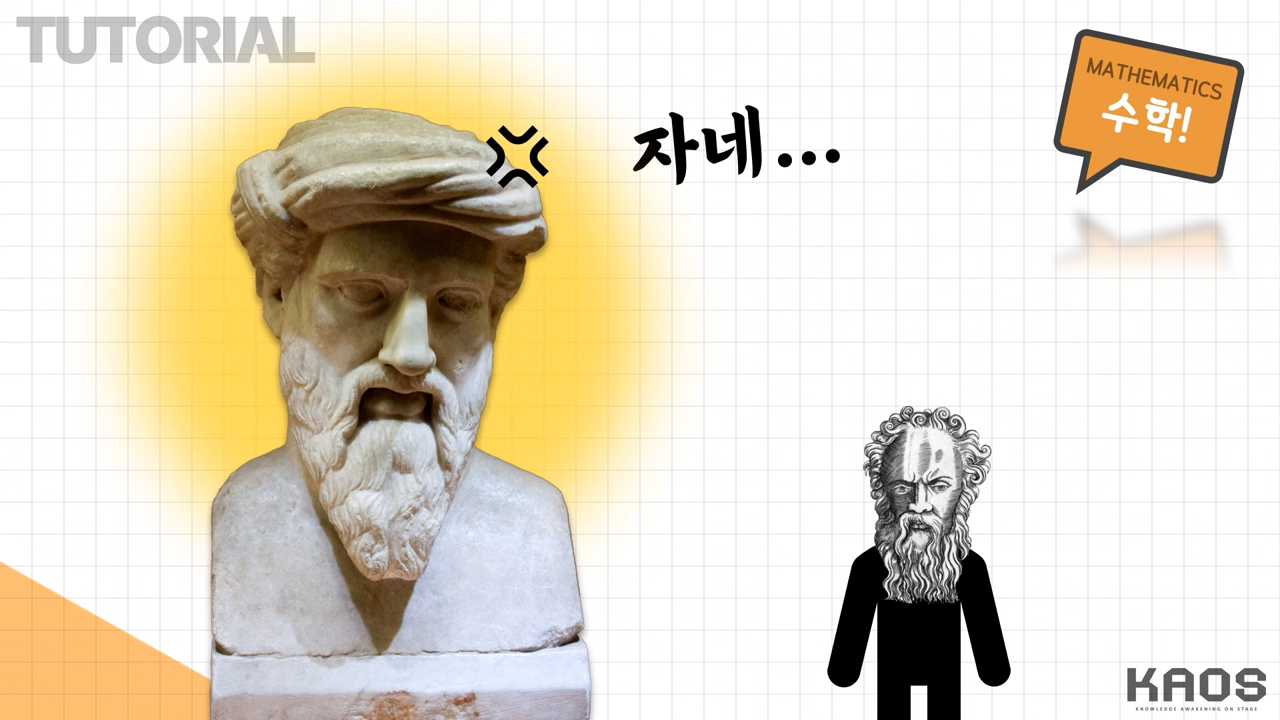 TUTORIAL
자네...
MATHEMATICS
수학!
KAOS
KNOWLEDGE AWAKENING ON STAGE